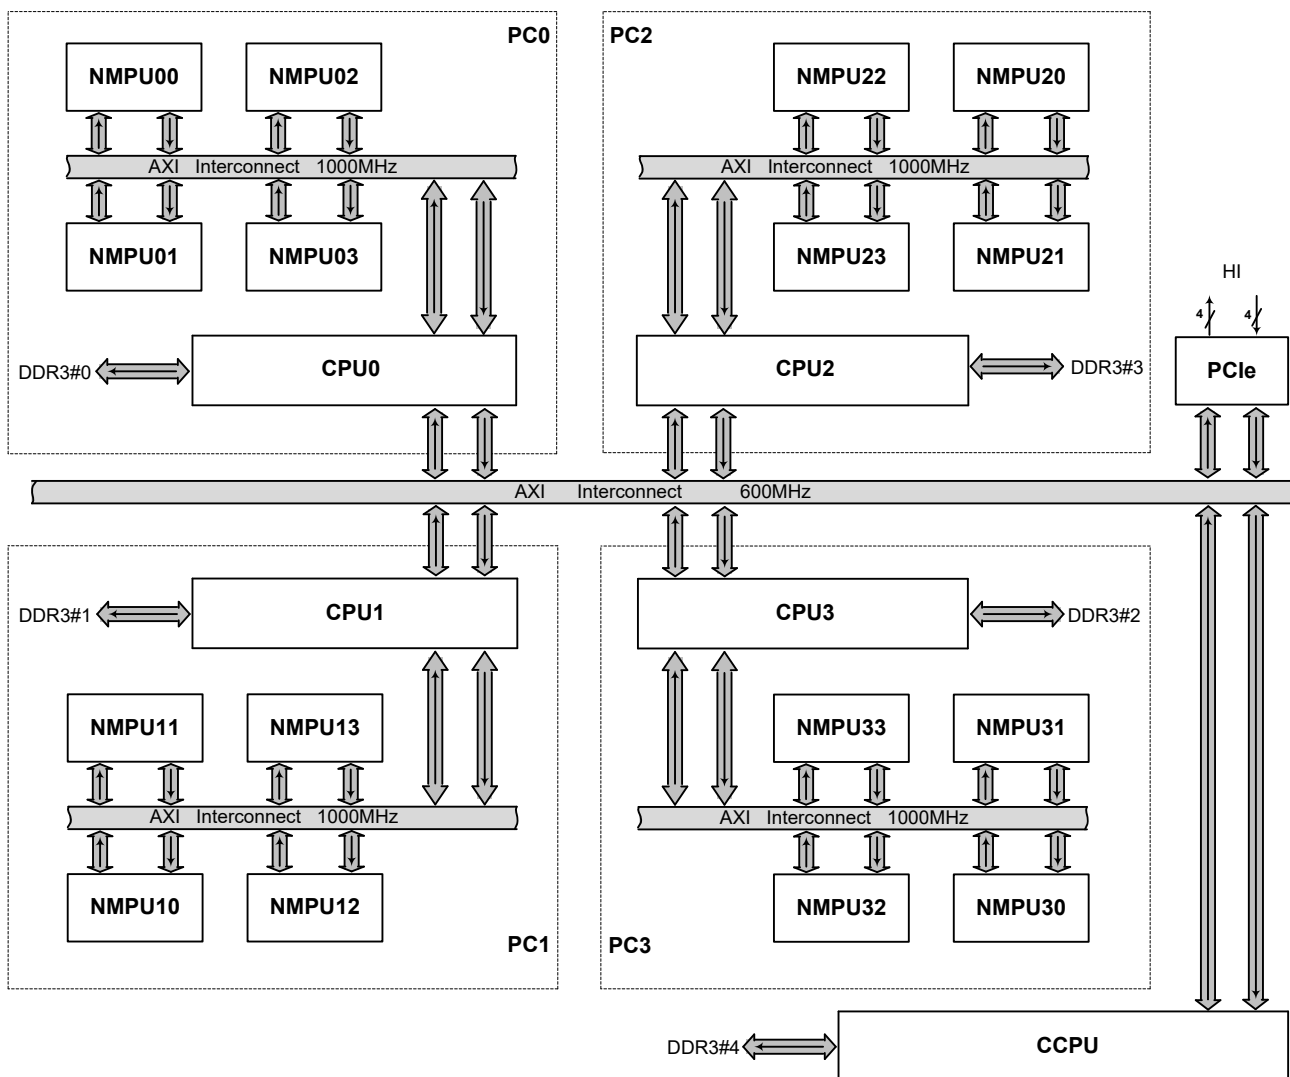 PC0 PC2
NMPU00 NMPU02 NMPU22 NMPU20
AXI Interconnect 1000MHz AXI Interconnect 1000MHz
NMPU01 NMPU03 NMPU23 NMPU21
HI
4 4
DDR3#0 CPU0 CPU2 DDR3#3 PCIe
AXI Interconnect 600MHz
DDR3#1 CPU1 CPU3 DDR3#2
NMPU11 NMPU13 NMPU33 NMPU31
AXI Interconnect 1000MHz AXI Interconnect 1000MHz
NMPU10 NMPU12 NMPU32 NMPU30
PC1 PC3
DDR3#4 CCPU